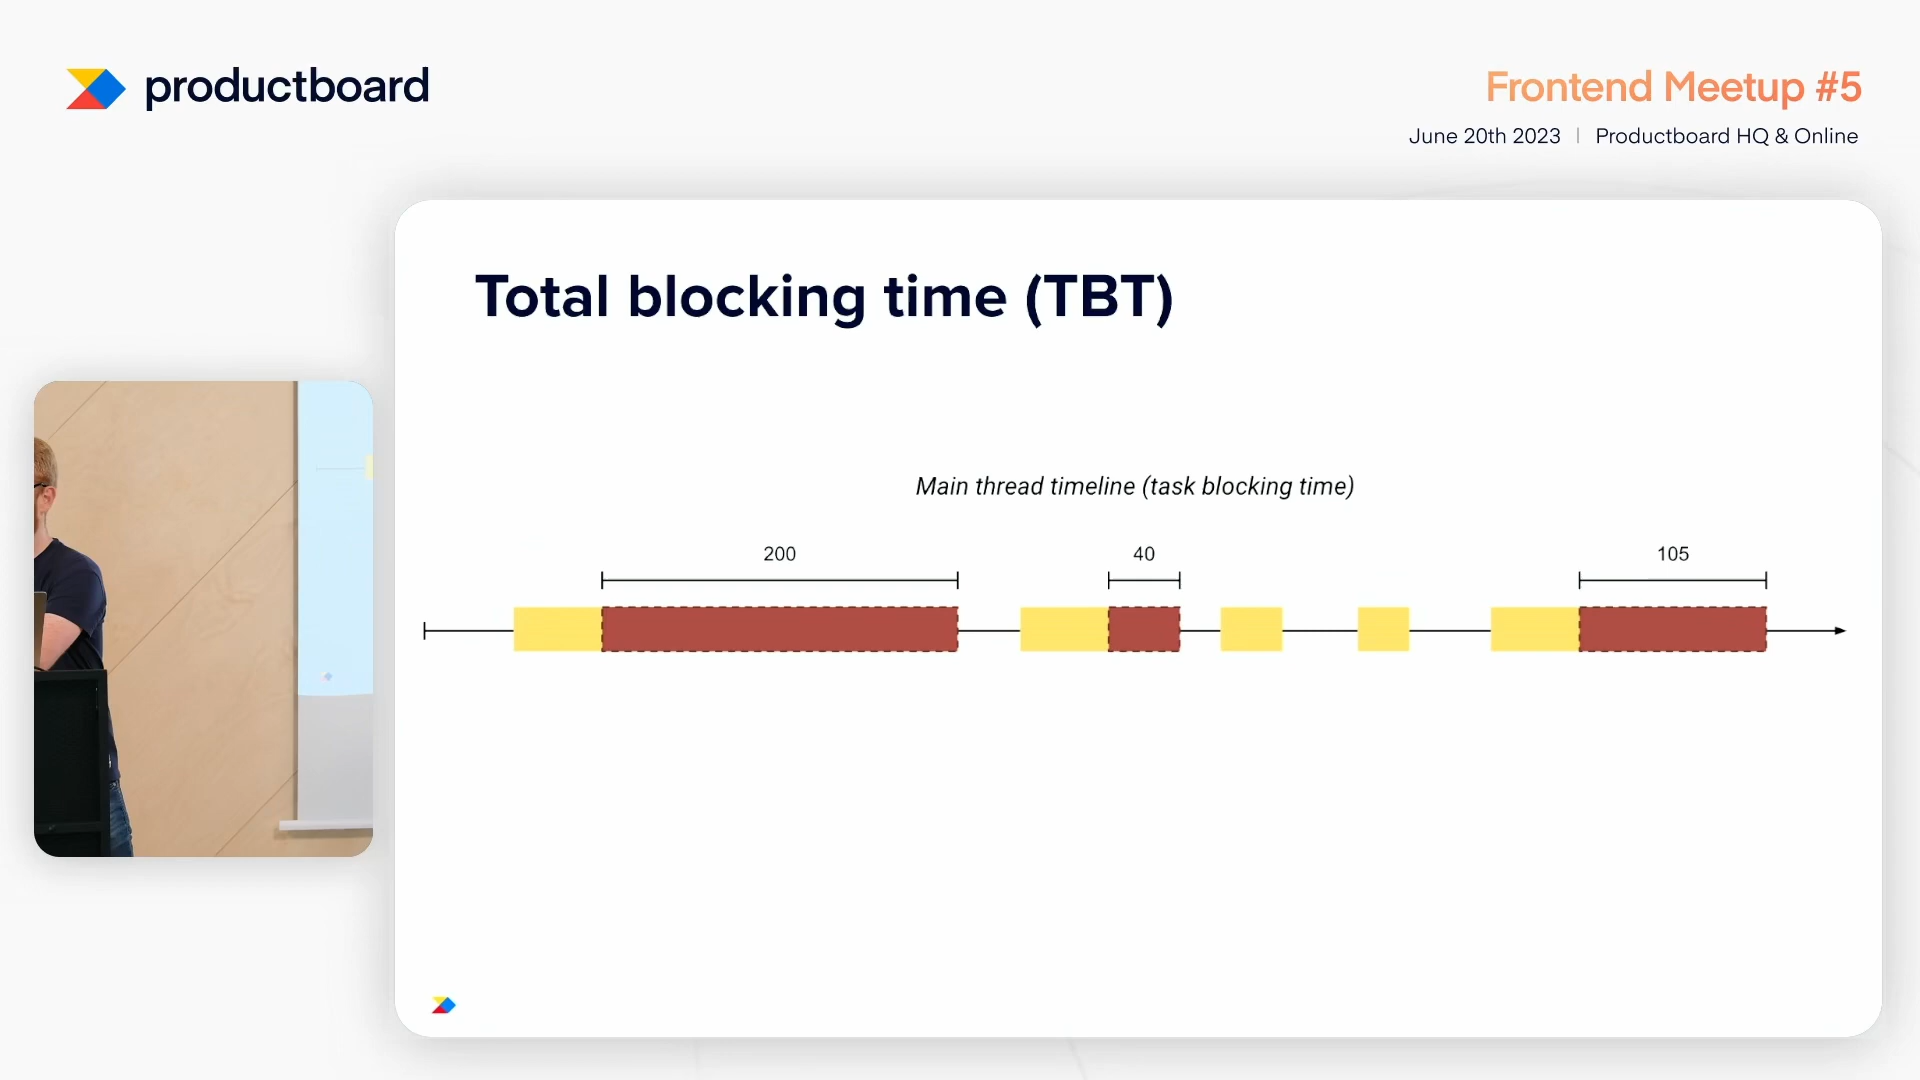 productboard
Frontend Meetup #5
June 20th 2023 | Productboard HQ & Online
Total blocking time (TBT)
Main thread timeline (task blocking time)
200
40
105